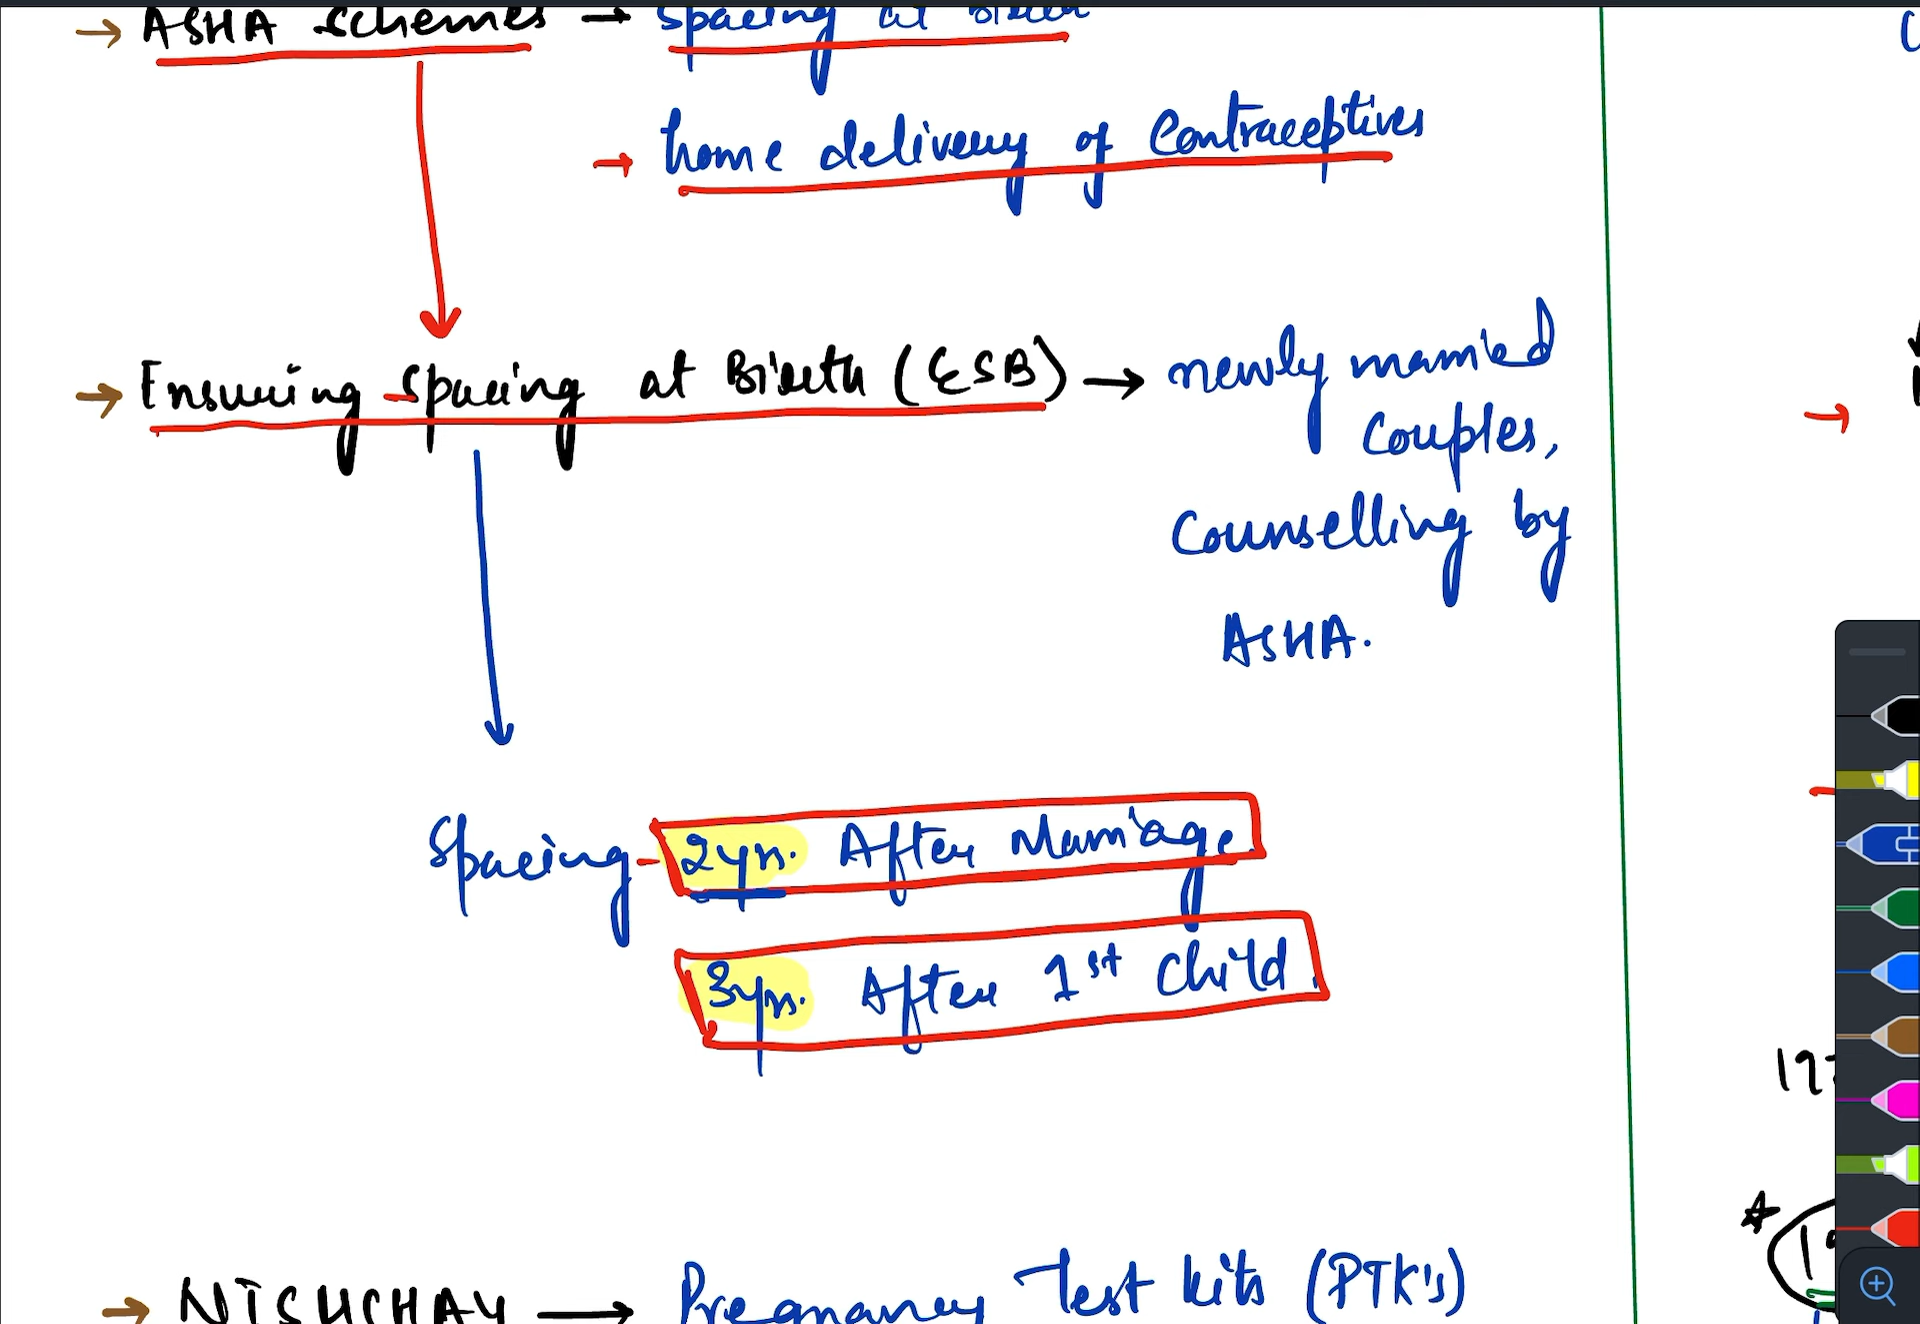 → ASHA Schemes → Spacing at Birth
→ home delivery of Contraceptives
→ Ensuring spacing at Birth (ESB) → newly married
couples,
Counselling by
ASHA.
Spacing - 2yrs. After Marriage.
3yrs. After 1st Child.
→ NISHCHAY → Pregnancy Test kits (PTK's)